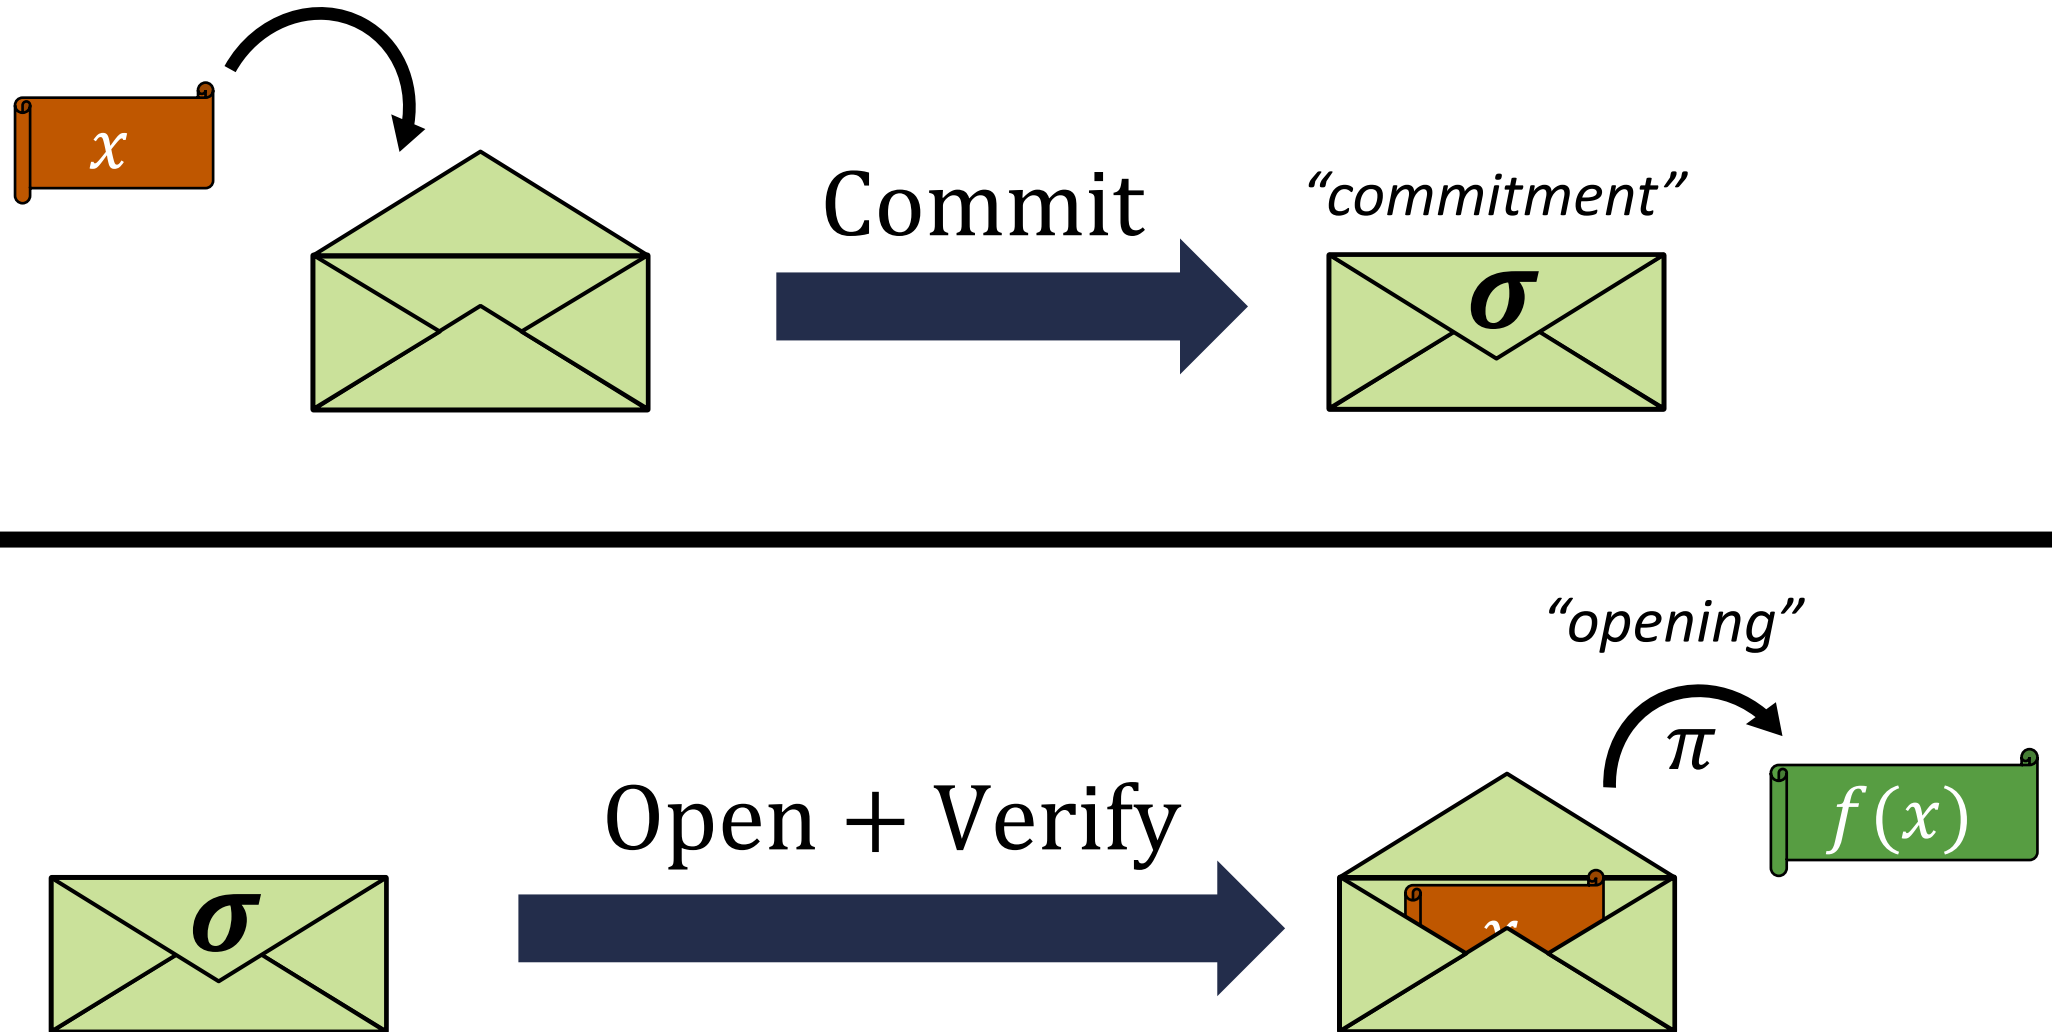 x
Commit
“commitment”
σ
“opening”
π
f(x)
Open + Verify
σ
x